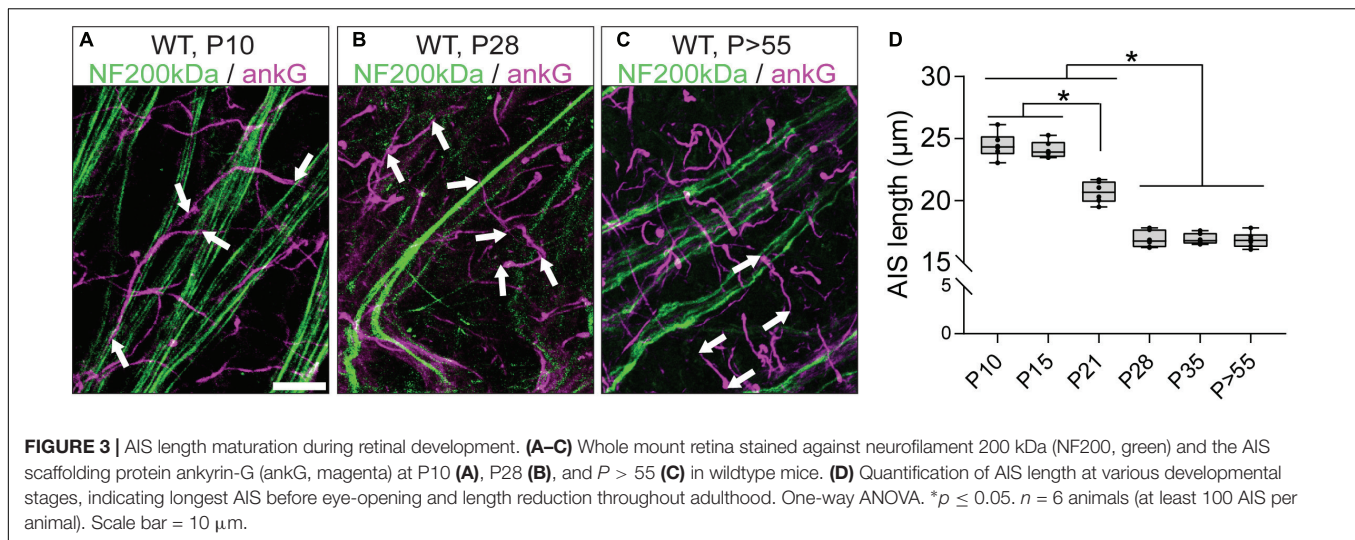 A
WT, P10
NF200kDa / ankG
B
WT, P28
NF200kDa / ankG
C
WT, P>55
NF200kDa / ankG
D
AIS length (µm)
30
25
20
15
5
0
*
*
P10
P15
P21
P28
P35
P>55
FIGURE 3 | AIS length maturation during retinal development. (A–C) Whole mount retina stained against neurofilament 200 kDa (NF200, green) and the AIS
scaffolding protein ankyrin-G (ankG, magenta) at P10 (A), P28 (B), and P > 55 (C) in wildtype mice. (D) Quantification of AIS length at various developmental
stages, indicating longest AIS before eye-opening and length reduction throughout adulthood. One-way ANOVA. *p ≤ 0.05. n = 6 animals (at least 100 AIS per
animal). Scale bar = 10 µm.